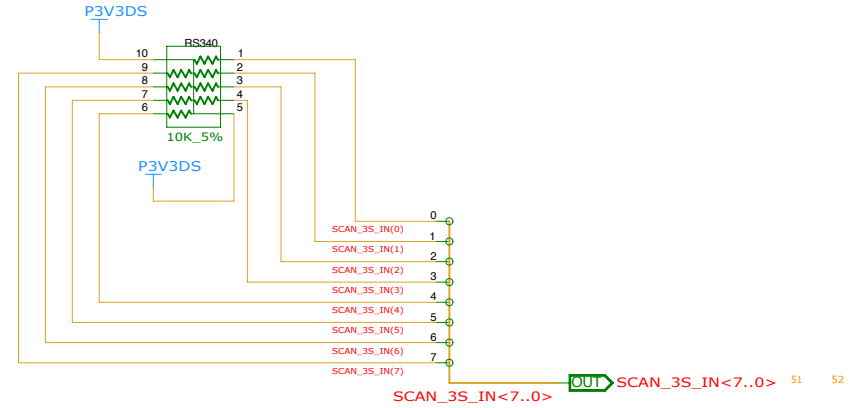 P3V3DS
RS340
10 1
9 2
8 3
7 4
6 5
10K_5%
P3V3DS
0
SCAN_3S_IN(0)
1
SCAN_3S_IN(1)
2
SCAN_3S_IN(2)
3
SCAN_3S_IN(3)
4
SCAN_3S_IN(4)
5
SCAN_3S_IN(5)
6
SCAN_3S_IN(6)
7
SCAN_3S_IN(7)
OUT SCAN_3S_IN<7..0> 51 52
SCAN_3S_IN<7..0>